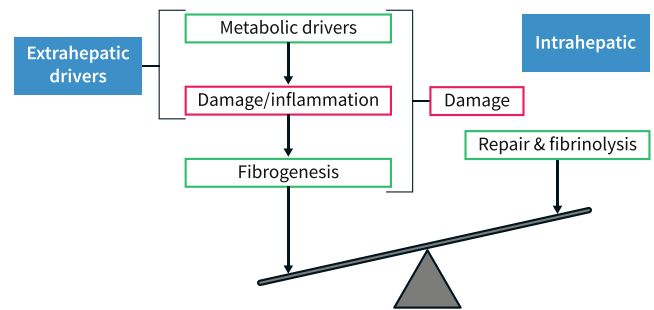 Metabolic drivers
Extrahepatic
drivers
Intrahepatic
Damage/inflammation
Damage
Repair & fibrinolysis
Fibrogenesis